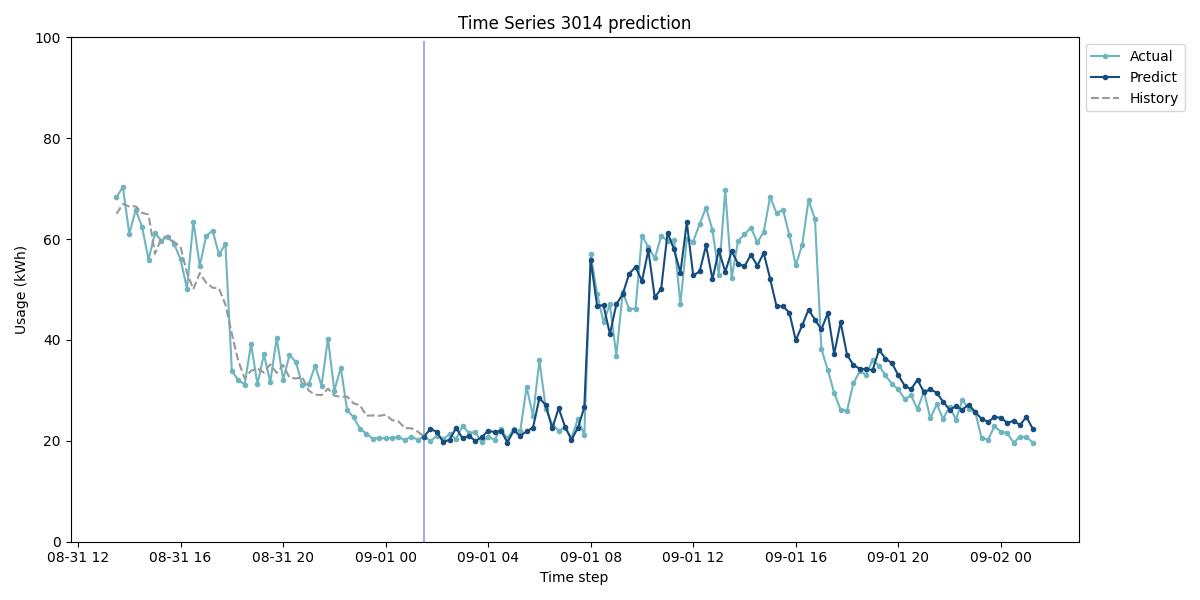 Time Series 3014 prediction
100
80
60
40
20
0
Usage (kWh)
08-31 12
08-31 16
08-31 20
09-01 00
09-01 04
09-01 08
09-01 12
09-01 16
09-01 20
09-02 00
Time step
Actual
Predict
History